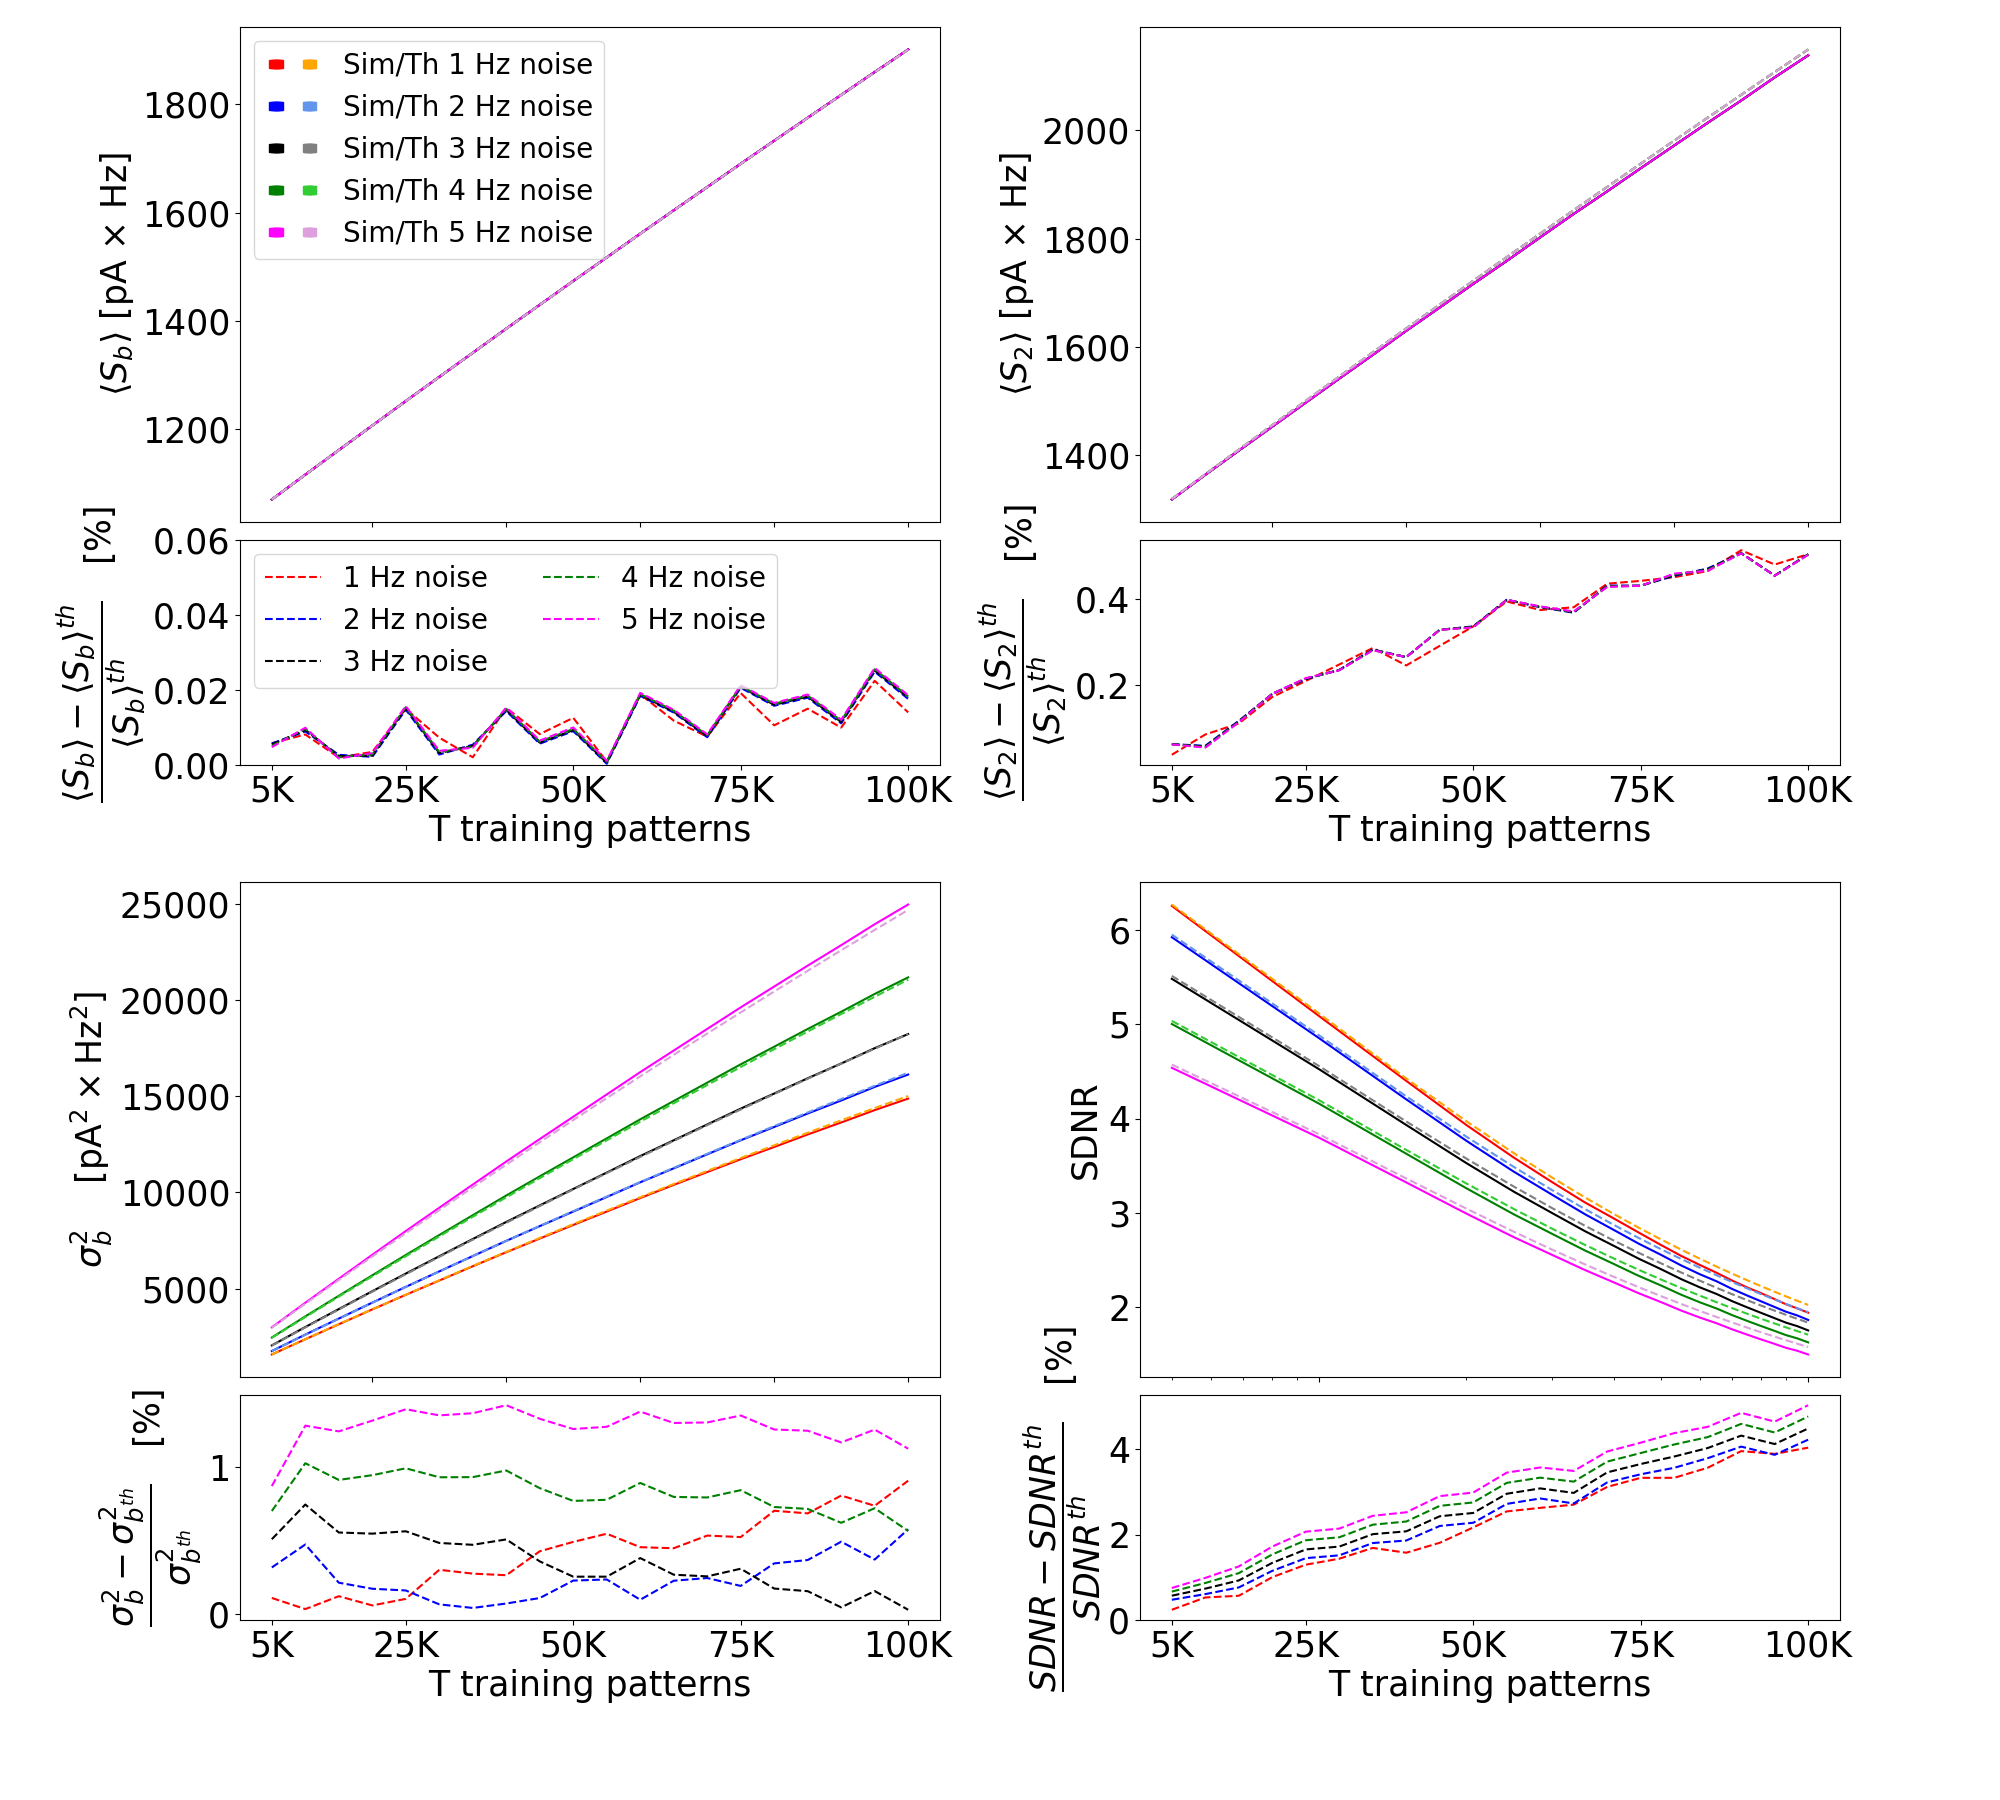 ⟨S_b⟩ [pA × Hz]
1800
1600
1400
1200
Sim/Th 1 Hz noise
Sim/Th 2 Hz noise
Sim/Th 3 Hz noise
Sim/Th 4 Hz noise
Sim/Th 5 Hz noise
⟨S_2⟩ [pA × Hz]
2000
1800
1600
1400
⟨S_b⟩ − ⟨S_b⟩^th
⟨S_b⟩^th
[%]
0.06
0.04
0.02
0.00
1 Hz noise
2 Hz noise
3 Hz noise
4 Hz noise
5 Hz noise
5K 25K 50K 75K 100K
T training patterns
⟨S_2⟩ − ⟨S_2⟩^th
⟨S_2⟩^th
[%]
0.4
0.2
5K 25K 50K 75K 100K
T training patterns
σ_b^2 [pA² × Hz²]
25000
20000
15000
10000
5000
SDNR
6
5
4
3
2
σ_b^2 − σ_{b^th}^2
σ_{b^th}^2
[%]
1
0
5K 25K 50K 75K 100K
T training patterns
SDNR − SDNR^th
SDNR^th
[%]
4
2
0
5K 25K 50K 75K 100K
T training patterns